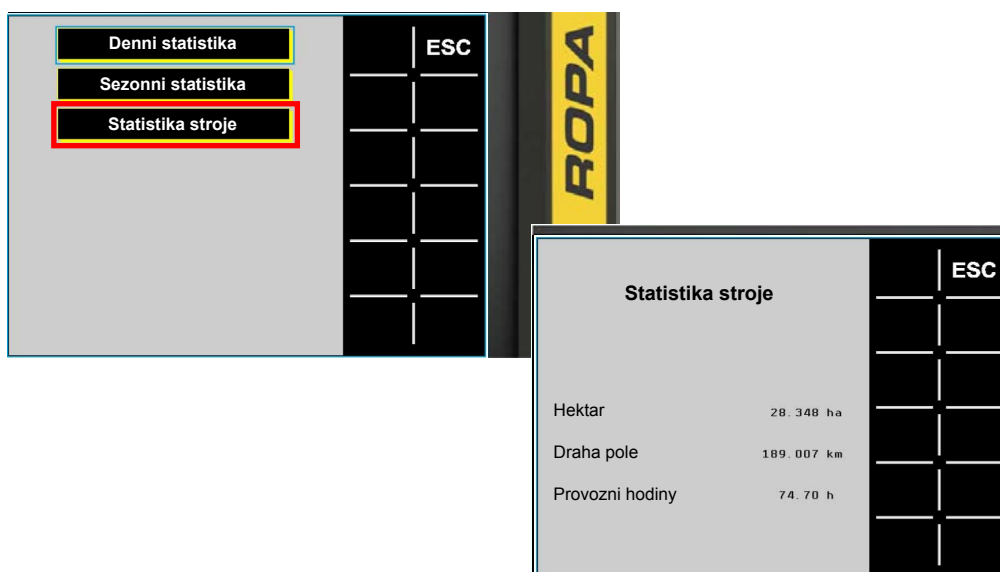 Denni statistika
ESC
Sezonni statistika
Statistika stroje
ROPA
ESC
Statistika stroje
Hektar 28.348 ha
Draha pole 189.007 km
Provozni hodiny 74.70 h